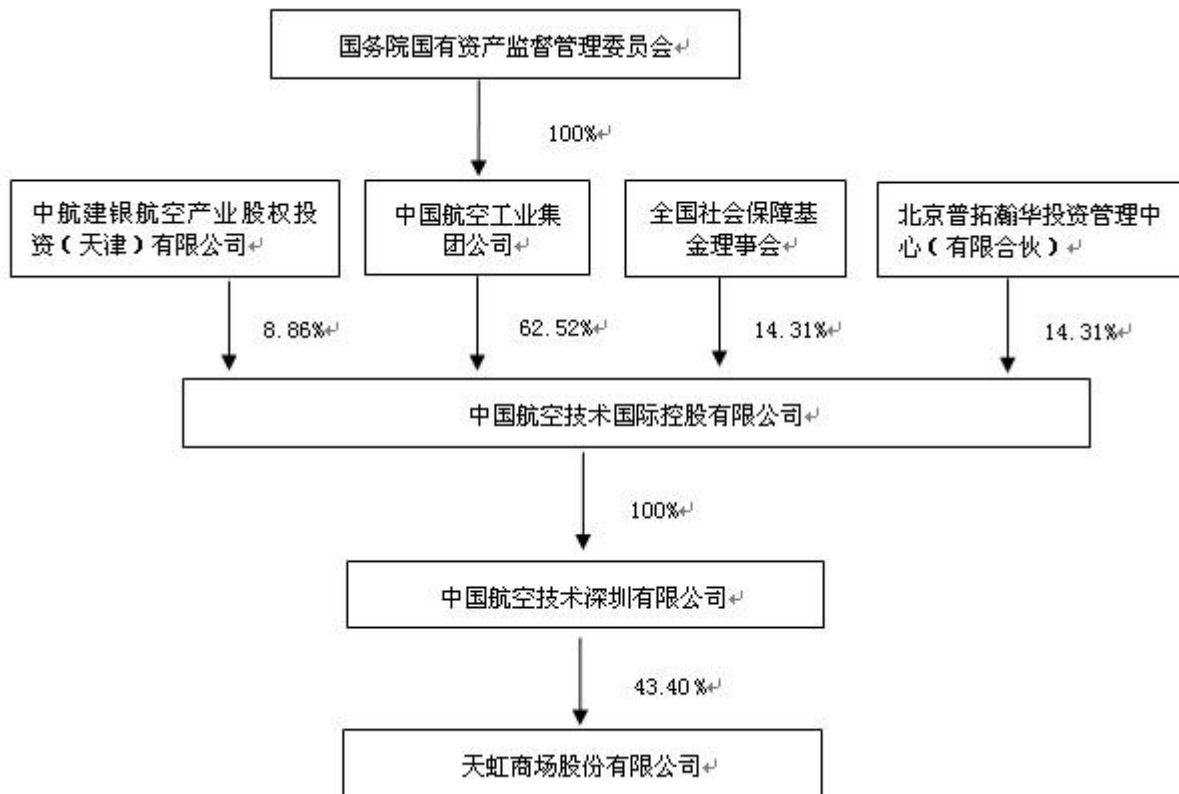 国务院国有资产监督管理委员会↵
100%↵
中航建银航空产业股权投
资（天津）有限公司↵
中国航空工业集
团公司↵
全国社会保障基
金理事会↵
北京普拓瀚华投资管理中
心（有限合伙）↵
8.86%↵
62.52%↵
14.31%↵
14.31%↵
中国航空技术国际控股有限公司↵
100%↵
中国航空技术深圳有限公司↵
43.40%↵
天虹商场股份有限公司↵